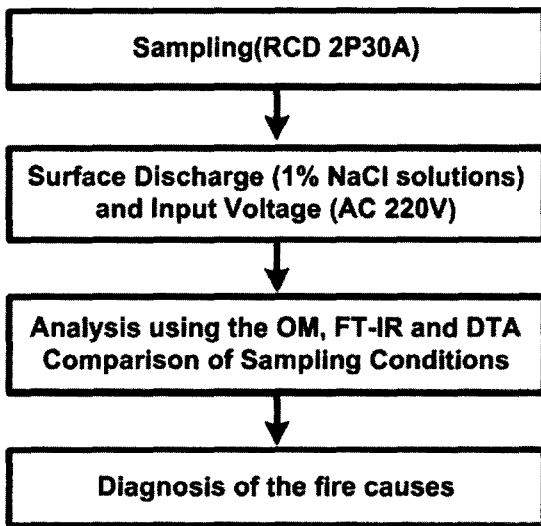 Sampling(RCD 2P30A)
Surface Discharge (1% NaCl solutions)
and Input Voltage (AC 220V)
Analysis using the OM, FT-IR and DTA
Comparison of Sampling Conditions
Diagnosis of the fire causes